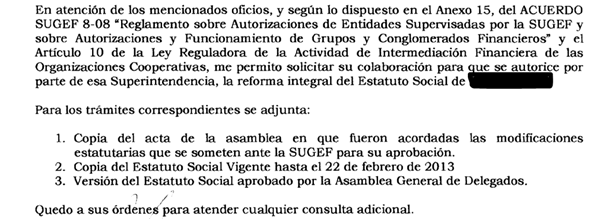 En atención de los mencionados oficios, y según lo dispuesto en el Anexo 15, del ACUERDO
SUGEF 8-08 “Reglamento sobre Autorizaciones de Entidades Supervisadas por la SUGEF y
sobre Autorizaciones y Funcionamiento de Grupos y Conglomerados Financieros” y el
Artículo 10 de la Ley Reguladora de la Actividad de Intermediación Financiera de las
Organizaciones Cooperativas, me permito solicitar su colaboración para que se autorice por
parte de esa Superintendencia, la reforma integral del Estatuto Social de
Para los trámites correspondientes se adjunta:
1. Copia del acta de la asamblea en que fueron acordadas las modificaciones
estatutarias que se someten ante la SUGEF para su aprobación.
2. Copia del Estatuto Social Vigente hasta el 22 de febrero de 2013
3. Versión del Estatuto Social aprobado por la Asamblea General de Delegados.
Quedo a sus órdenes para atender cualquier consulta adicional.